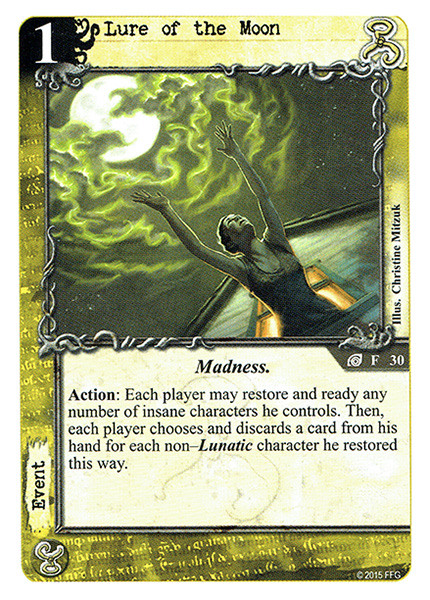 1
Lure of the Moon
Illus. Christine Mitzuk
F 30
Madness.
Action: Each player may restore and ready any
number of insane characters he controls. Then,
each player chooses and discards a card from his
hand for each non–Lunatic character he restored
this way.
Event
©2015 FFG